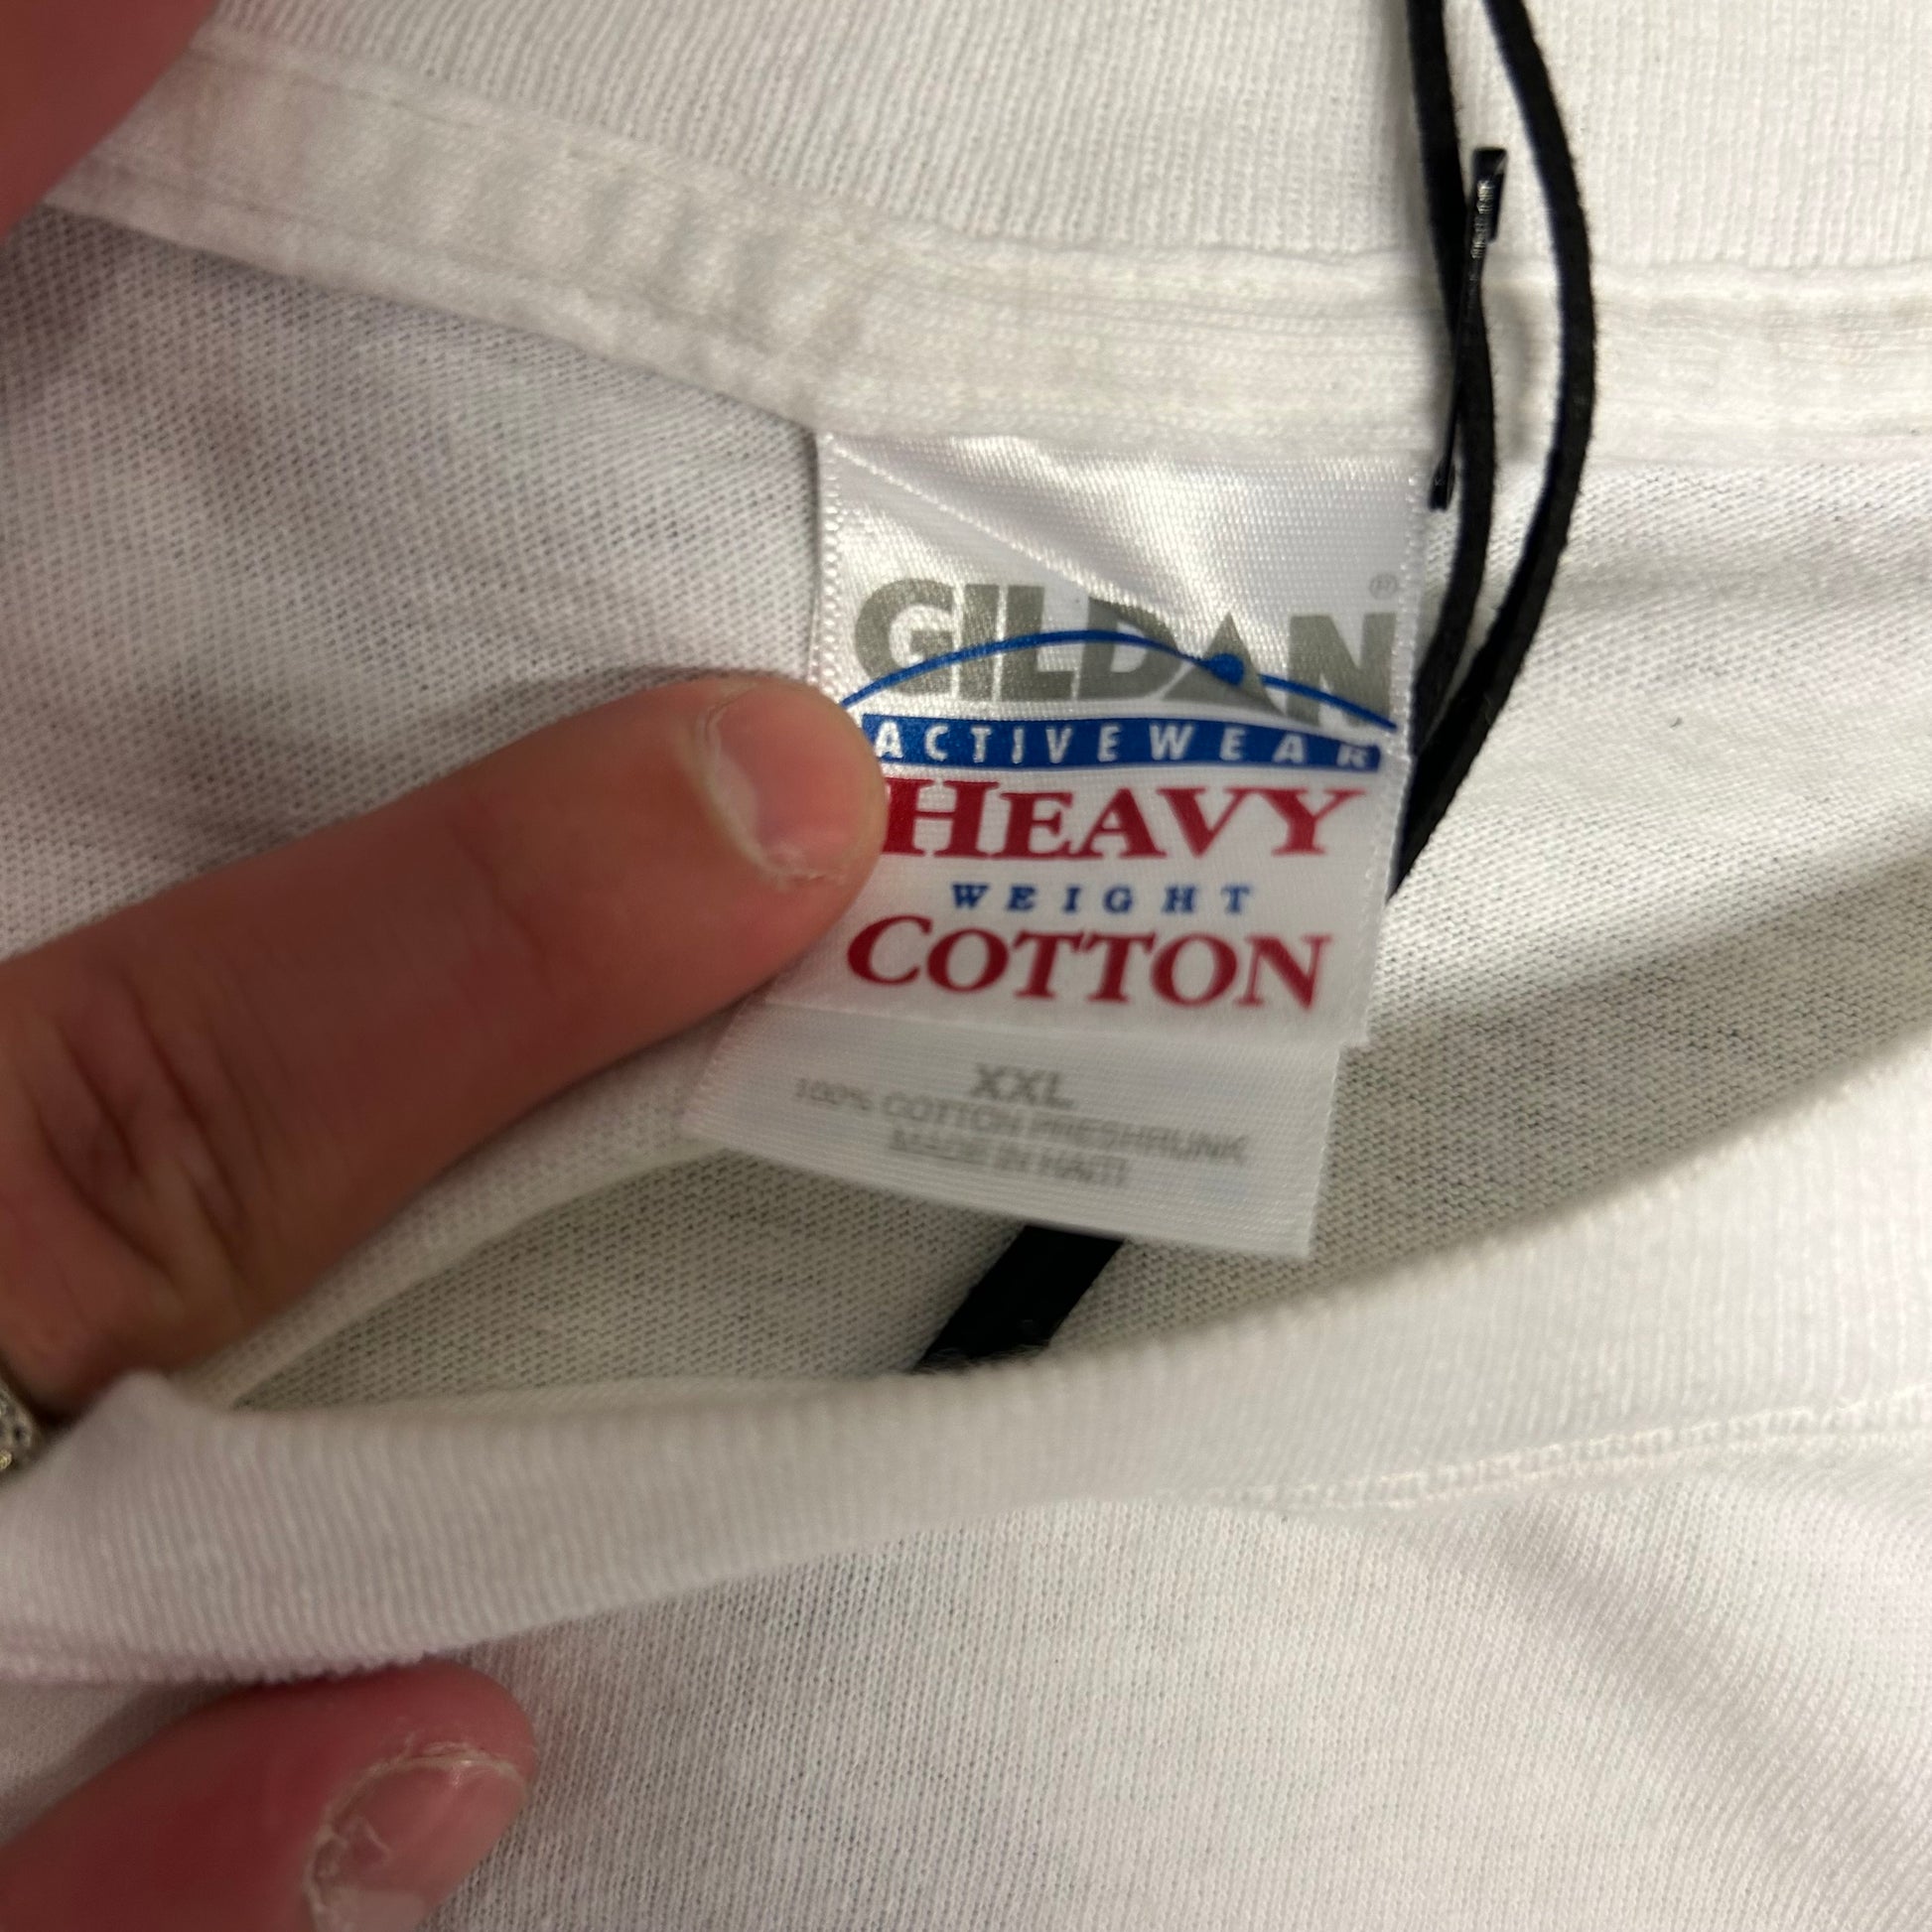 GILDAN®
ACTIVEWEAR
HEAVY
WEIGHT
COTTON
XXL
100% COTTON PRESHRUNK
MADE IN HAITI